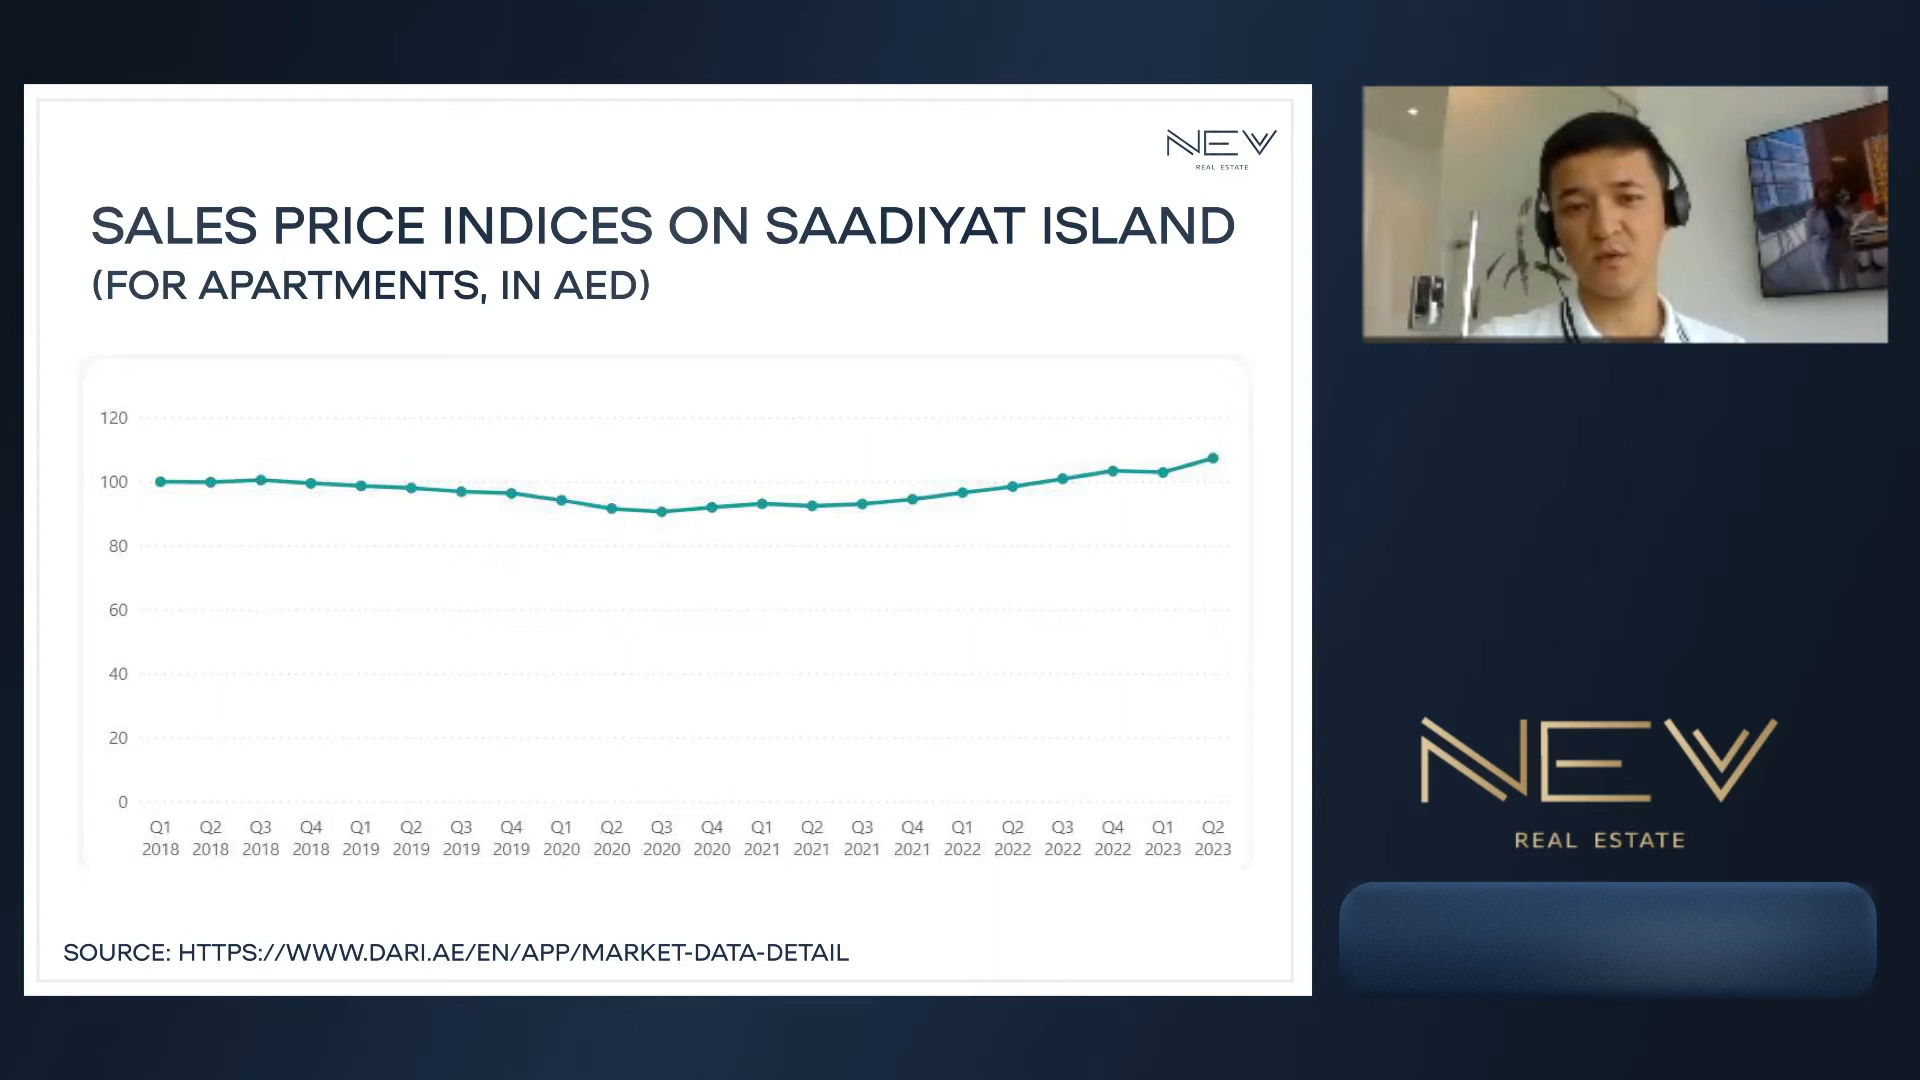 NEV
REAL ESTATE
SALES PRICE INDICES ON SAADIYAT ISLAND
(FOR APARTMENTS, IN AED)
120
100
80
60
40
20
0
Q1 Q2 Q3 Q4 Q1 Q2 Q3 Q4 Q1 Q2 Q3 Q4 Q1 Q2 Q3 Q4 Q1 Q2 Q3 Q4 Q1 Q2
2018 2018 2018 2018 2019 2019 2019 2019 2020 2020 2020 2020 2021 2021 2021 2021 2022 2022 2022 2022 2023 2023
SOURCE: HTTPS://WWW.DARI.AE/EN/APP/MARKET-DATA-DETAIL
NEV
REAL ESTATE